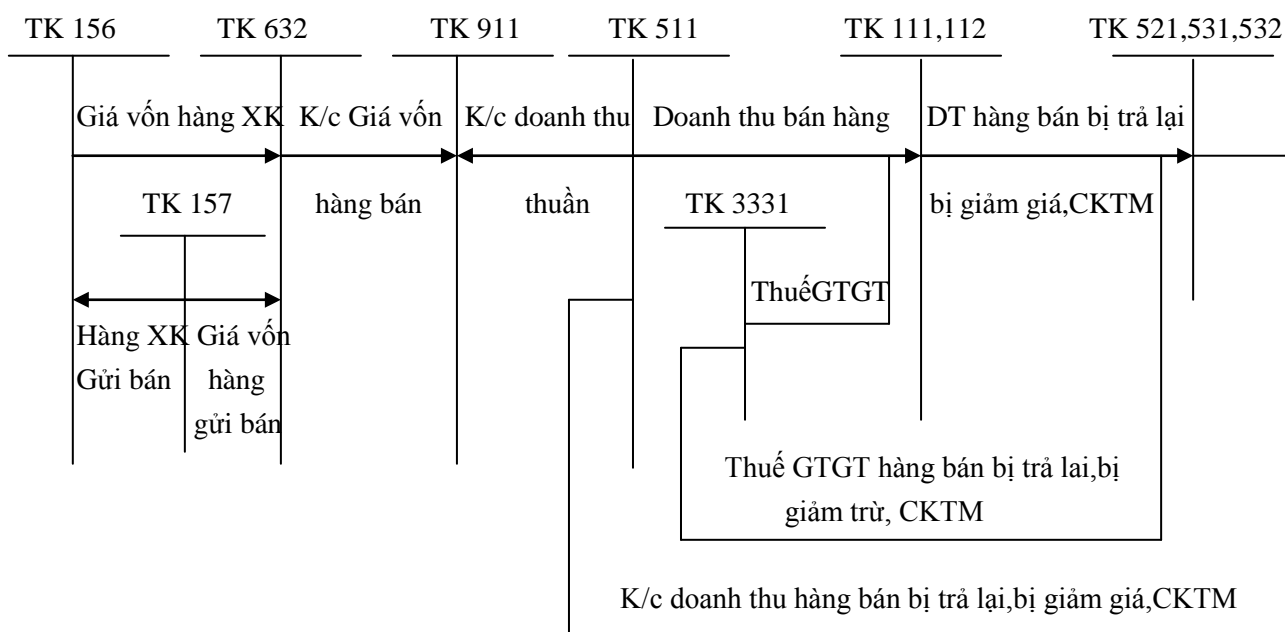 TK 156 TK 632 TK 911 TK 511 TK 111,112 TK 521,531,532
Giá vốn hàng XK K/c Giá vốn K/c doanh thu Doanh thu bán hàng DT hàng bán bị trả lại
TK 157 hàng bán thuần TK 3331 bị giảm giá,CKTM
ThuếGTGT
Hàng XK Giá vốn
Gửi bán hàng
gửi bán
Thuế GTGT hàng bán bị trả lai,bị
giảm trừ, CKTM
K/c doanh thu hàng bán bị trả lại,bị giảm giá,CKTM